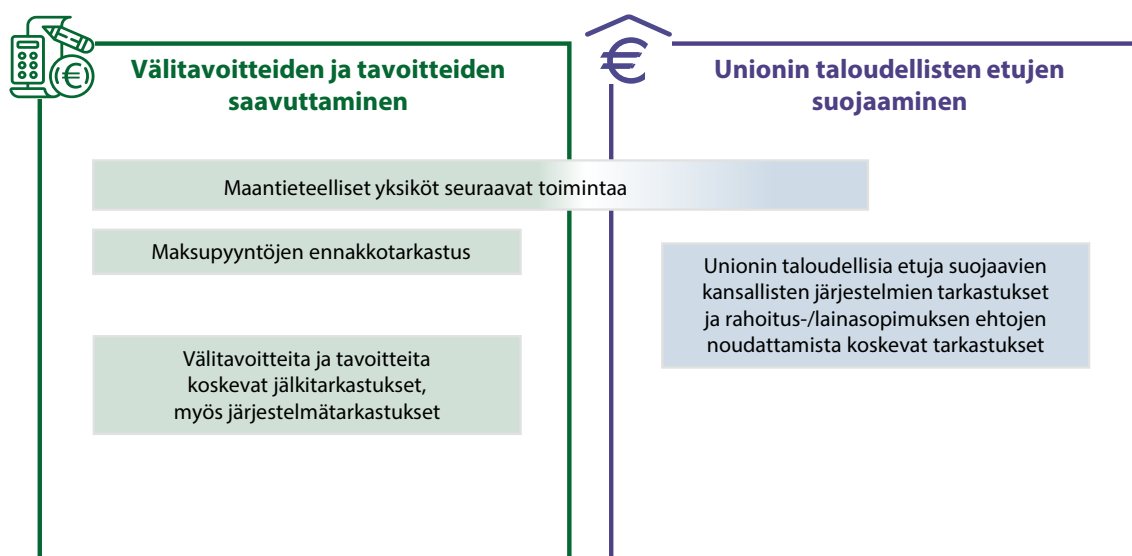 Välitavoitteiden ja tavoitteiden
saavuttaminen
Unionin taloudellisten etujen
suojaaminen
Maantieteelliset yksiköt seuraavat toimintaa
Maksupyyntöjen ennakkotarkastus
Unionin taloudellisia etuja suojaavien
kansallisten järjestelmien tarkastukset
ja rahoitus-/lainasopimuksen ehtojen
noudattamista koskevat tarkastukset
Välitavoitteita ja tavoitteita
koskevat jälkitarkastukset,
myös järjestelmätarkastukset